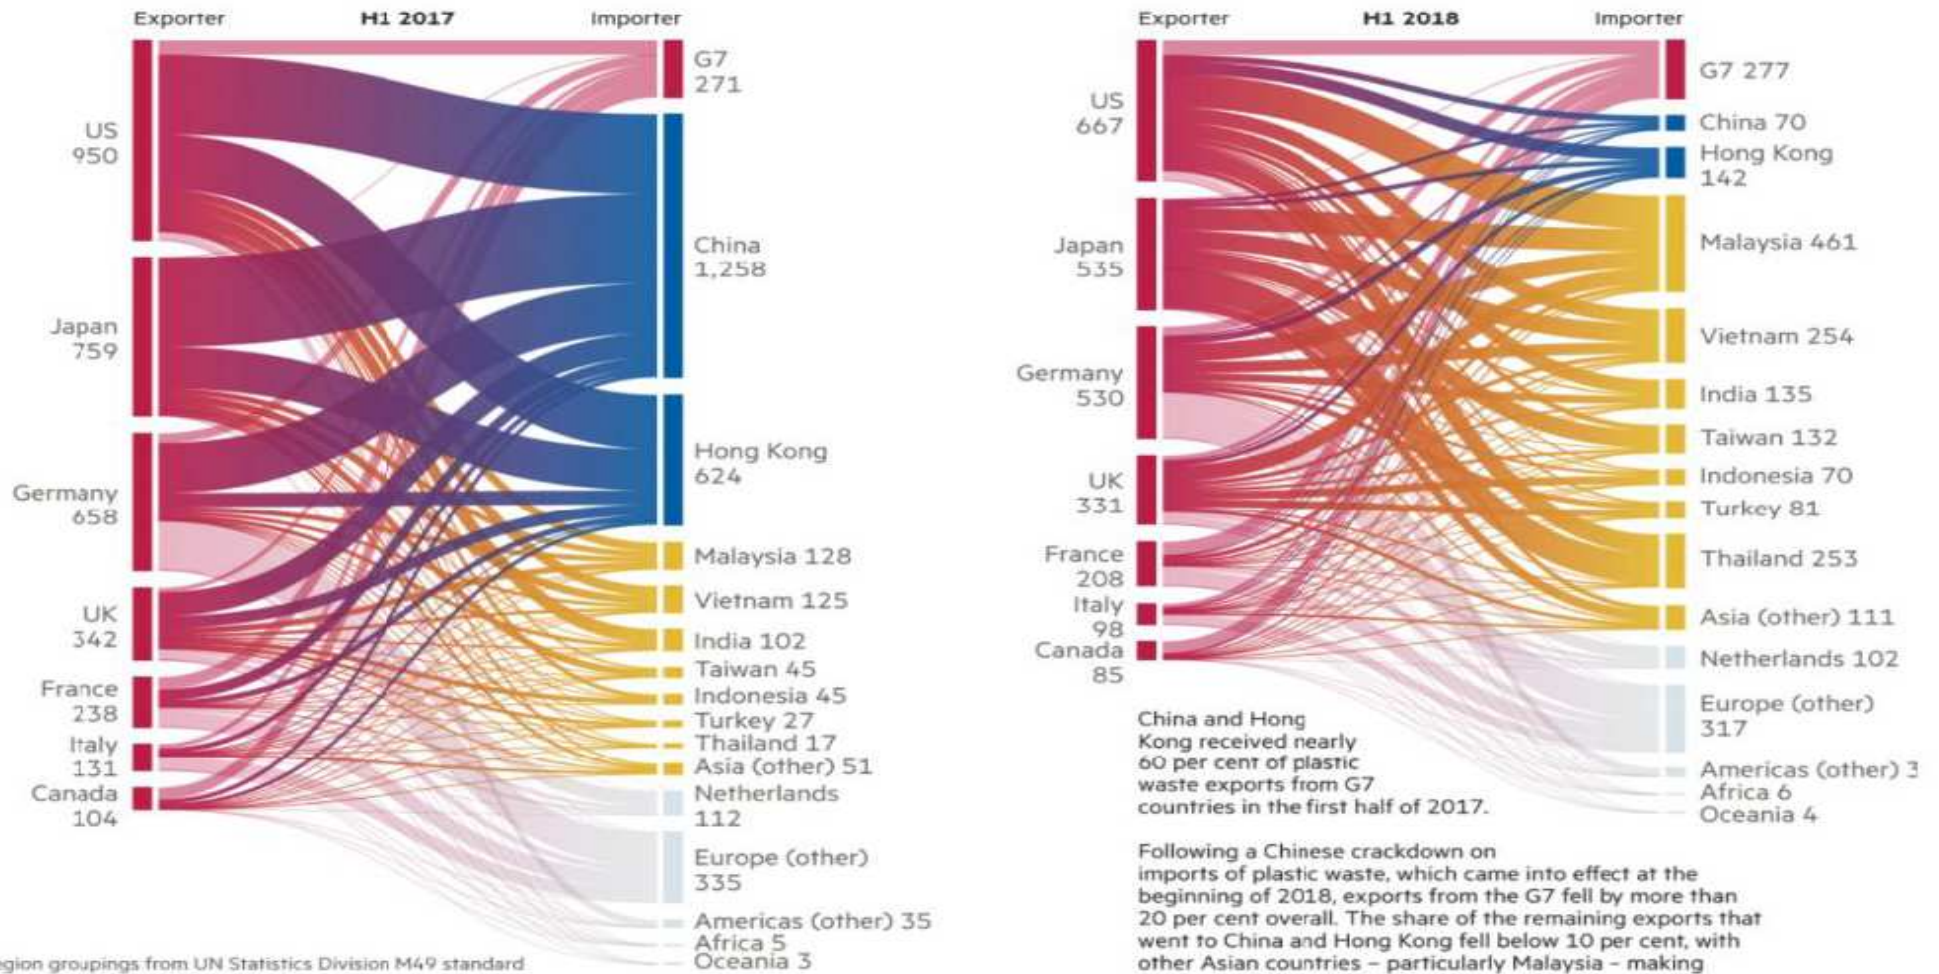 Exporter H1 2017 Importer
US
950
Japan
759
Germany
658
UK
342
France
238
Italy
131
Canada
104
G7
271
China
1,258
Hong Kong
624
Malaysia 128
Vietnam 125
India 102
Taiwan 45
Indonesia 45
Turkey 27
Thailand 17
Asia (other) 51
Netherlands
112
Europe (other)
335
Americas (other) 35
Africa 5
Oceania 3
egion groupings from UN Statistics Division M49 standard
Exporter H1 2018 Importer
US
667
Japan
535
Germany
530
UK
331
France
208
Italy
98
Canada
85
G7 277
China 70
Hong Kong
142
Malaysia 461
Vietnam 254
India 135
Taiwan 132
Indonesia 70
Turkey 81
Thailand 253
Asia (other) 111
Netherlands 102
Europe (other)
317
Americas (other) 3
Africa 6
Oceania 4
China and Hong
Kong received nearly
60 per cent of plastic
waste exports from G7
countries in the first half of 2017.
Following a Chinese crackdown on
imports of plastic waste, which came into effect at the
beginning of 2018, exports from the G7 fell by more than
20 per cent overall. The share of the remaining exports that
went to China and Hong Kong fell below 10 per cent, with
other Asian countries – particularly Malaysia – making